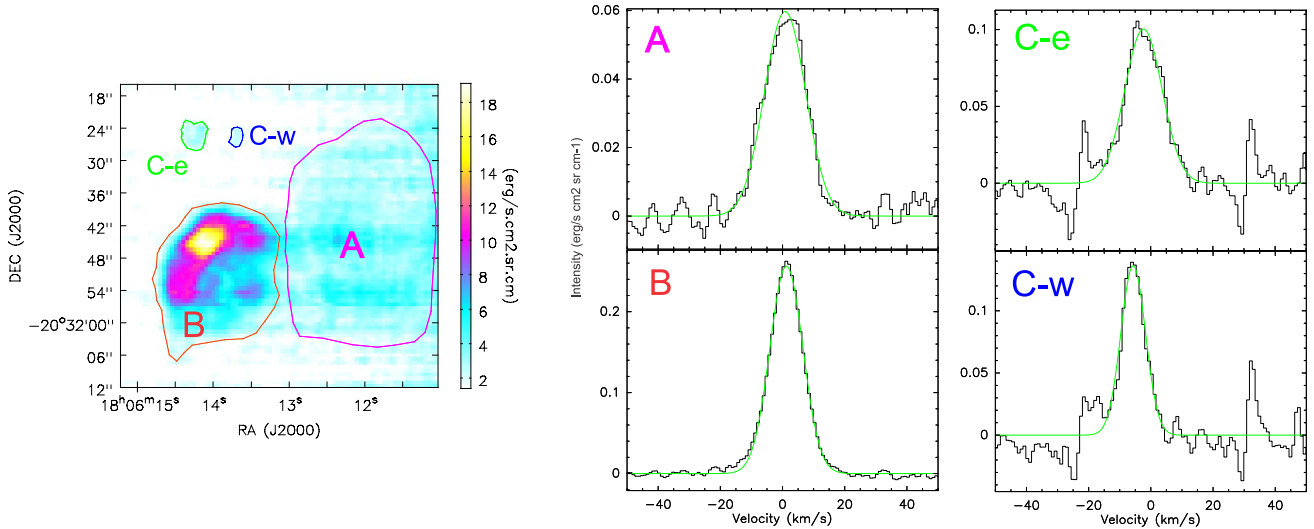 18''
24''
30''
36''
42''
48''
54''
−20°32'00''
06''
12''
DEC (J2000)
18ʰ06ᵐ15ˢ 14ˢ 13ˢ 12ˢ
RA (J2000)
C-e
C-w
A
B
18
16
14
12
10
8
6
4
2
(erg/s.cm2.sr.cm)
A
0.06
0.04
0.02
0
Intensity (erg/s cm2 sr cm-1)
B
0.2
0.1
0
−40 −20 0 20 40
Velocity (km/s)
C-e
0.1
0.05
0
C-w
0.1
0.05
0
−40 −20 0 20 40
Velocity (km/s)